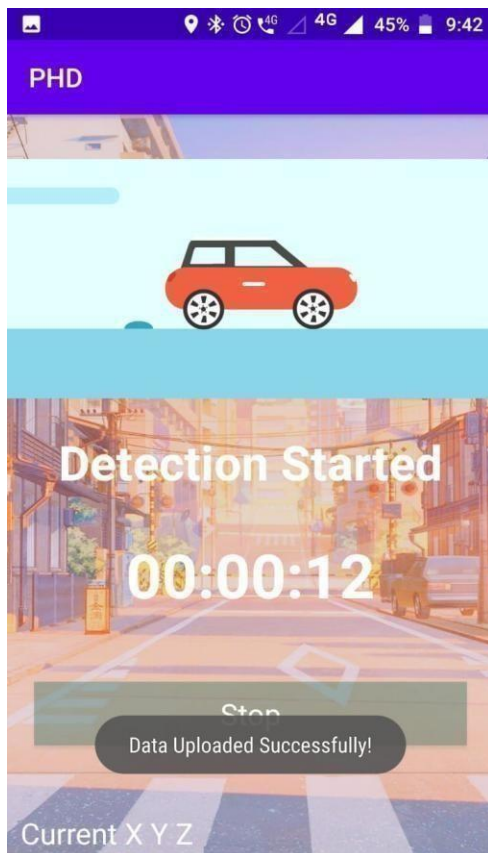 4G 4G 45% 9:42
PHD
Detection Started
00:00:12
Stop
Data Uploaded Successfully!
Current X Y Z